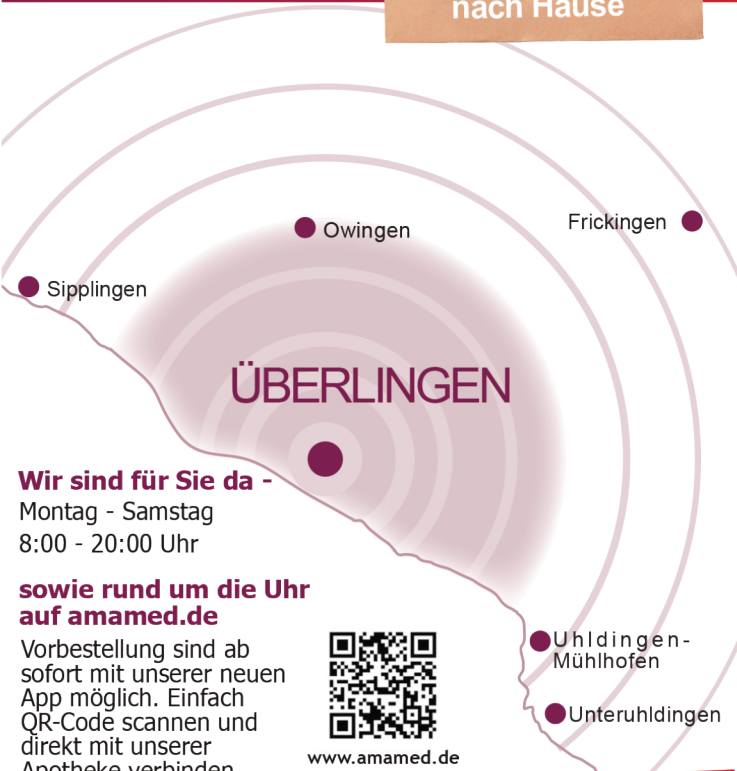 nach Hause
Owingen
Frickingen
Sipplingen
ÜBERLINGEN
Wir sind für Sie da -
Montag - Samstag
8:00 - 20:00 Uhr
sowie rund um die Uhr
auf amamed.de
Vorbestellung sind ab
sofort mit unserer neuen
App möglich. Einfach
QR-Code scannen und
direkt mit unserer
Apotheke verbinden
www.amamed.de
Uhldingen-
Mühlhofen
Unteruhldingen